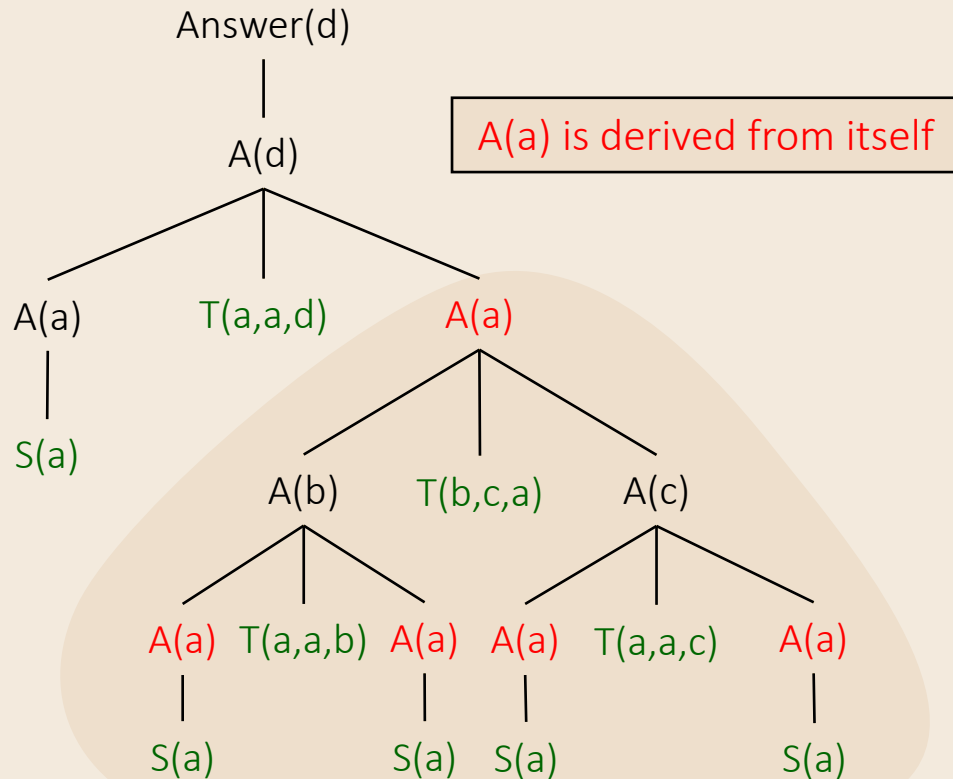 Answer(d)
A(a) is derived from itself
A(d)
A(a) T(a,a,d) A(a)
S(a)
A(b) T(b,c,a) A(c)
A(a) T(a,a,b) A(a) A(a) T(a,a,c) A(a)
S(a) S(a) S(a) S(a)